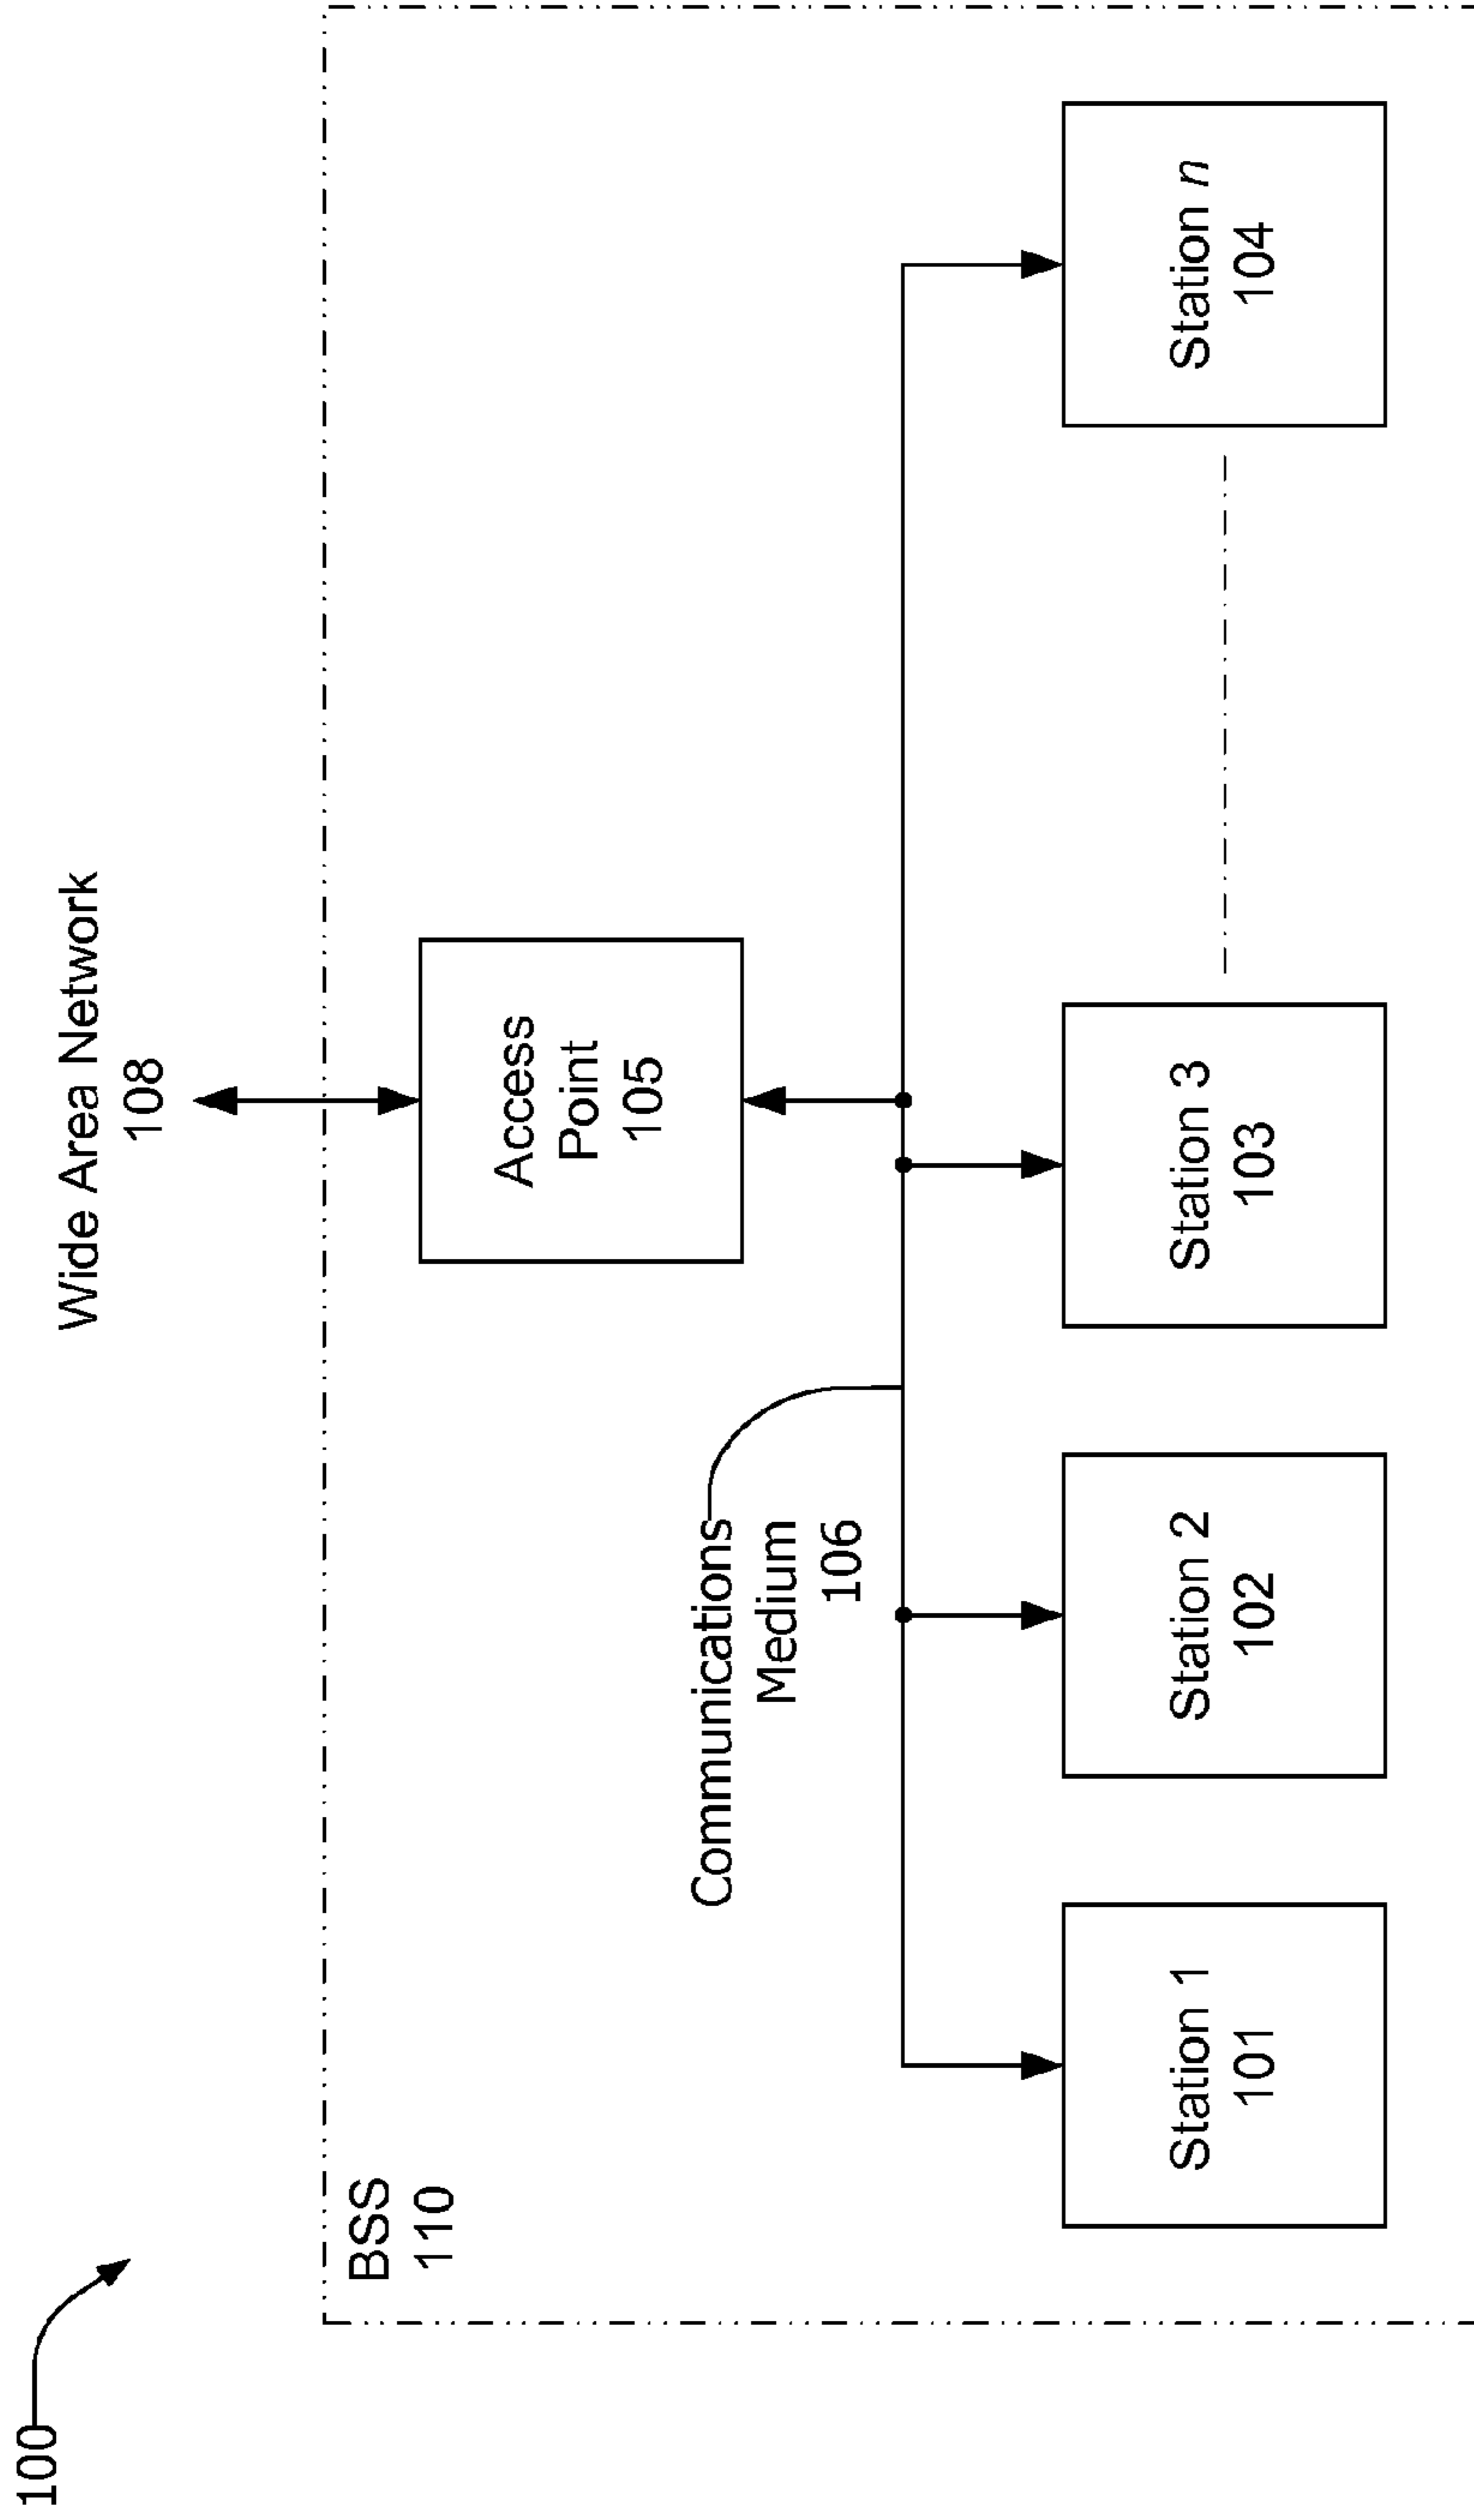 100
Wide Area Network
108
BSS
110
Access
Point
105
Communications
Medium
106
Station 1
101
Station 2
102
Station 3
103
Station n
104